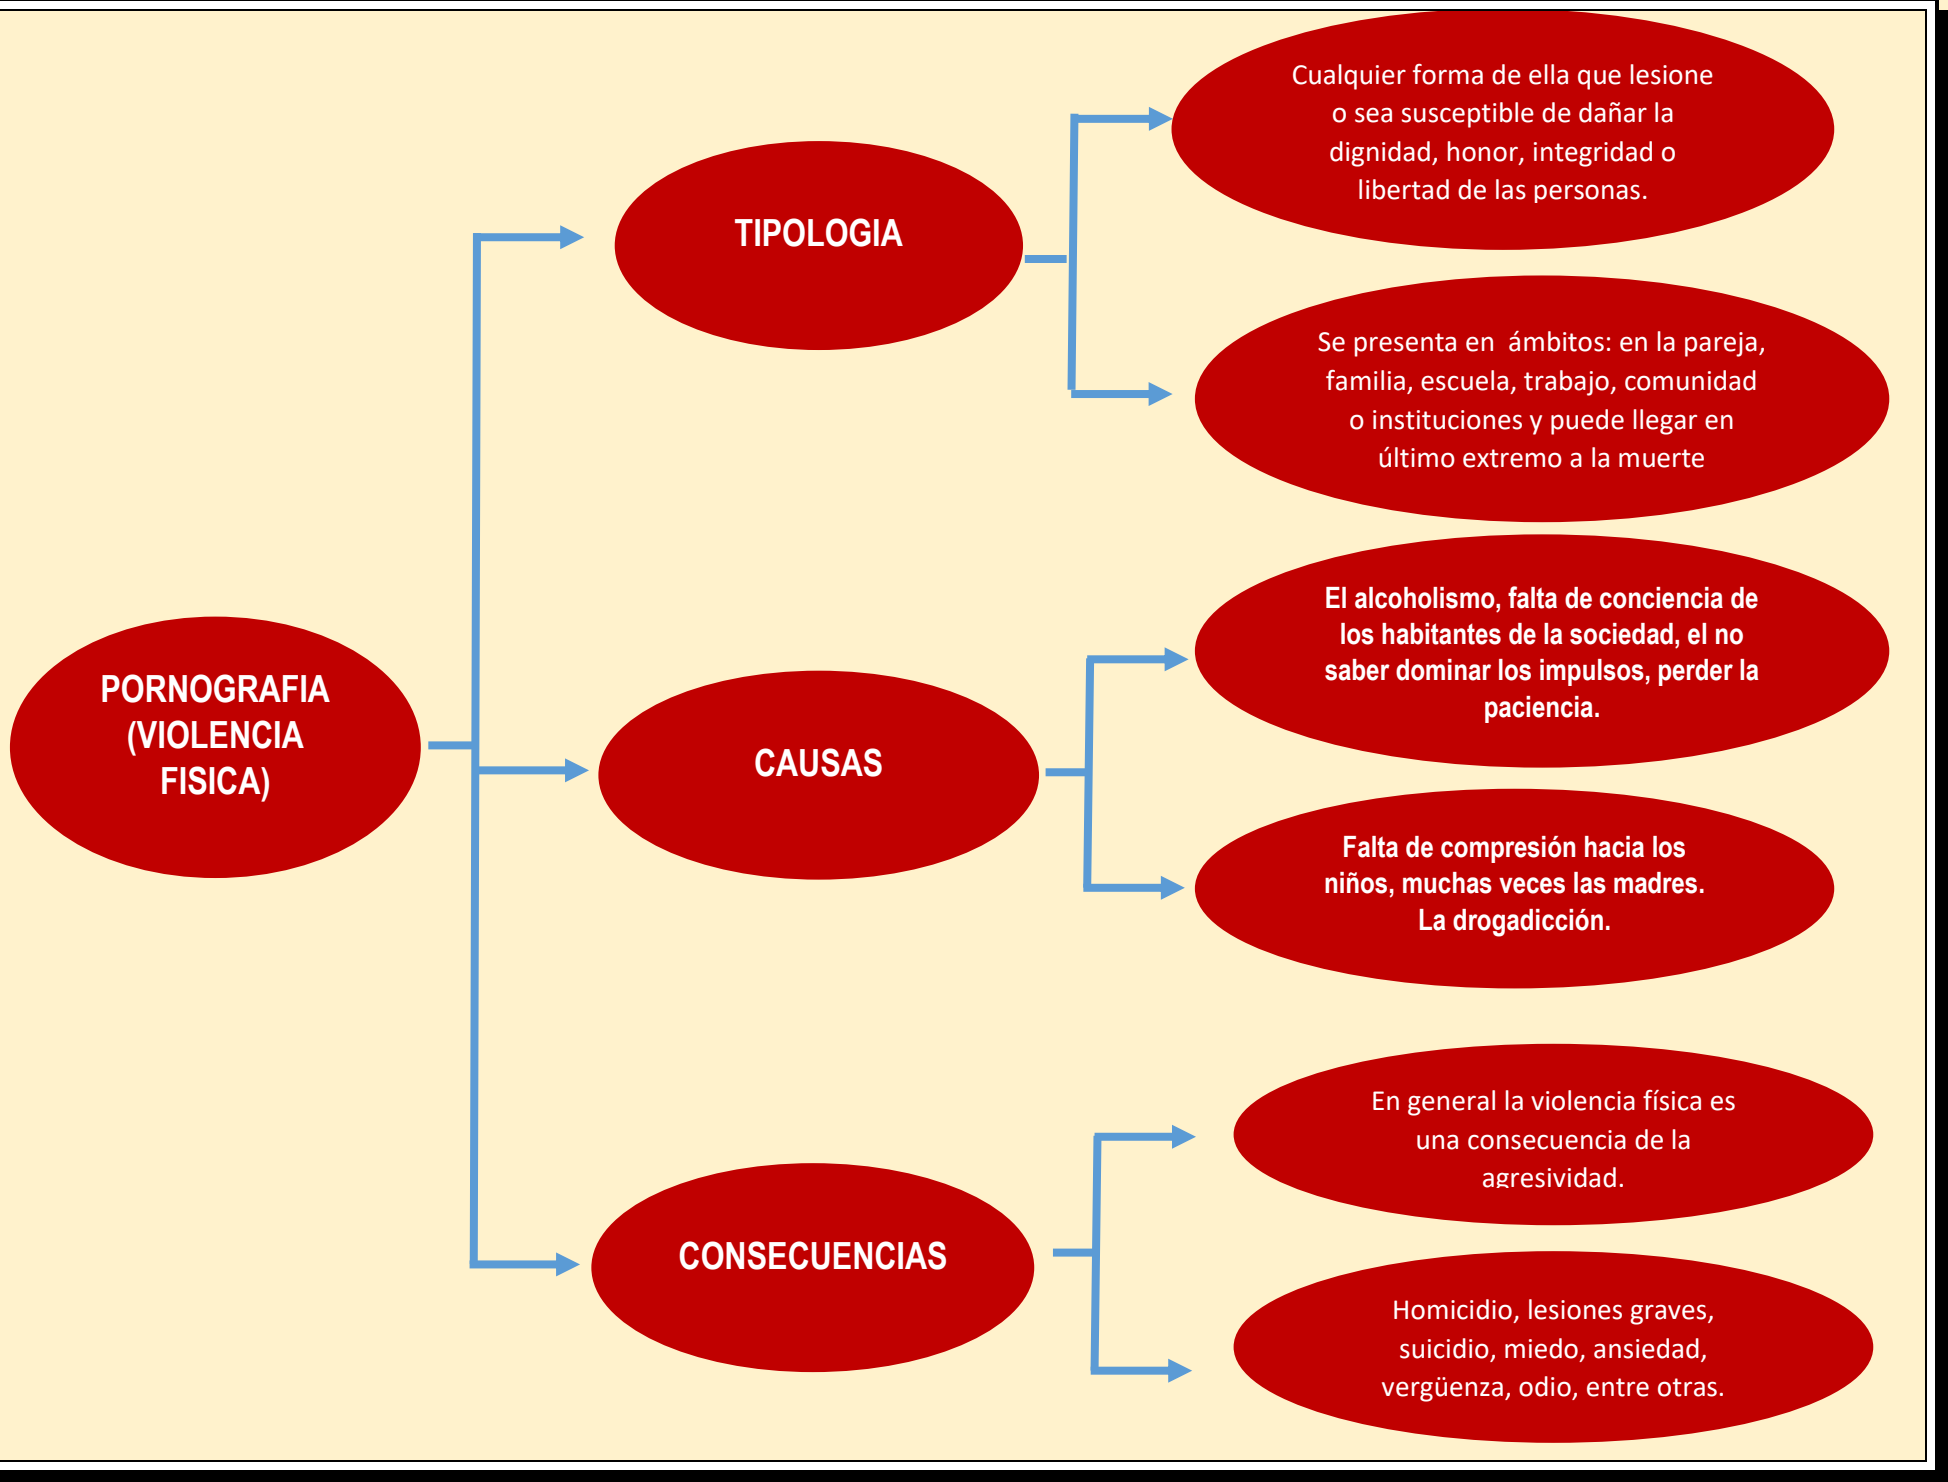 PORNOGRAFIA
(VIOLENCIA
FISICA)
TIPOLOGIA
Cualquier forma de ella que lesione
o sea susceptible de dañar la
dignidad, honor, integridad o
libertad de las personas.
Se presenta en  ámbitos: en la pareja,
familia, escuela, trabajo, comunidad
o instituciones y puede llegar en
último extremo a la muerte
CAUSAS
El alcoholismo, falta de conciencia de
los habitantes de la sociedad, el no
saber dominar los impulsos, perder la
paciencia.
Falta de compresión hacia los
niños, muchas veces las madres.
La drogadicción.
CONSECUENCIAS
En general la violencia física es
una consecuencia de la
agresividad.
Homicidio, lesiones graves,
suicidio, miedo, ansiedad,
vergüenza, odio, entre otras.